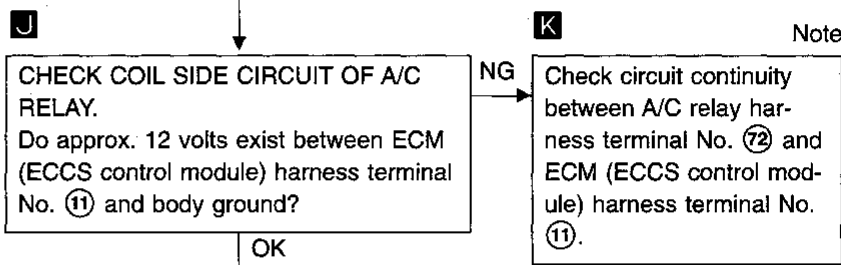 J
CHECK COIL SIDE CIRCUIT OF A/C
RELAY.
Do approx. 12 volts exist between ECM
(ECCS control module) harness terminal
No. ⑪ and body ground?
OK
NG
K
Note
Check circuit continuity
between A/C relay har-
ness terminal No. 72 and
ECM (ECCS control mod-
ule) harness terminal No.
⑪.